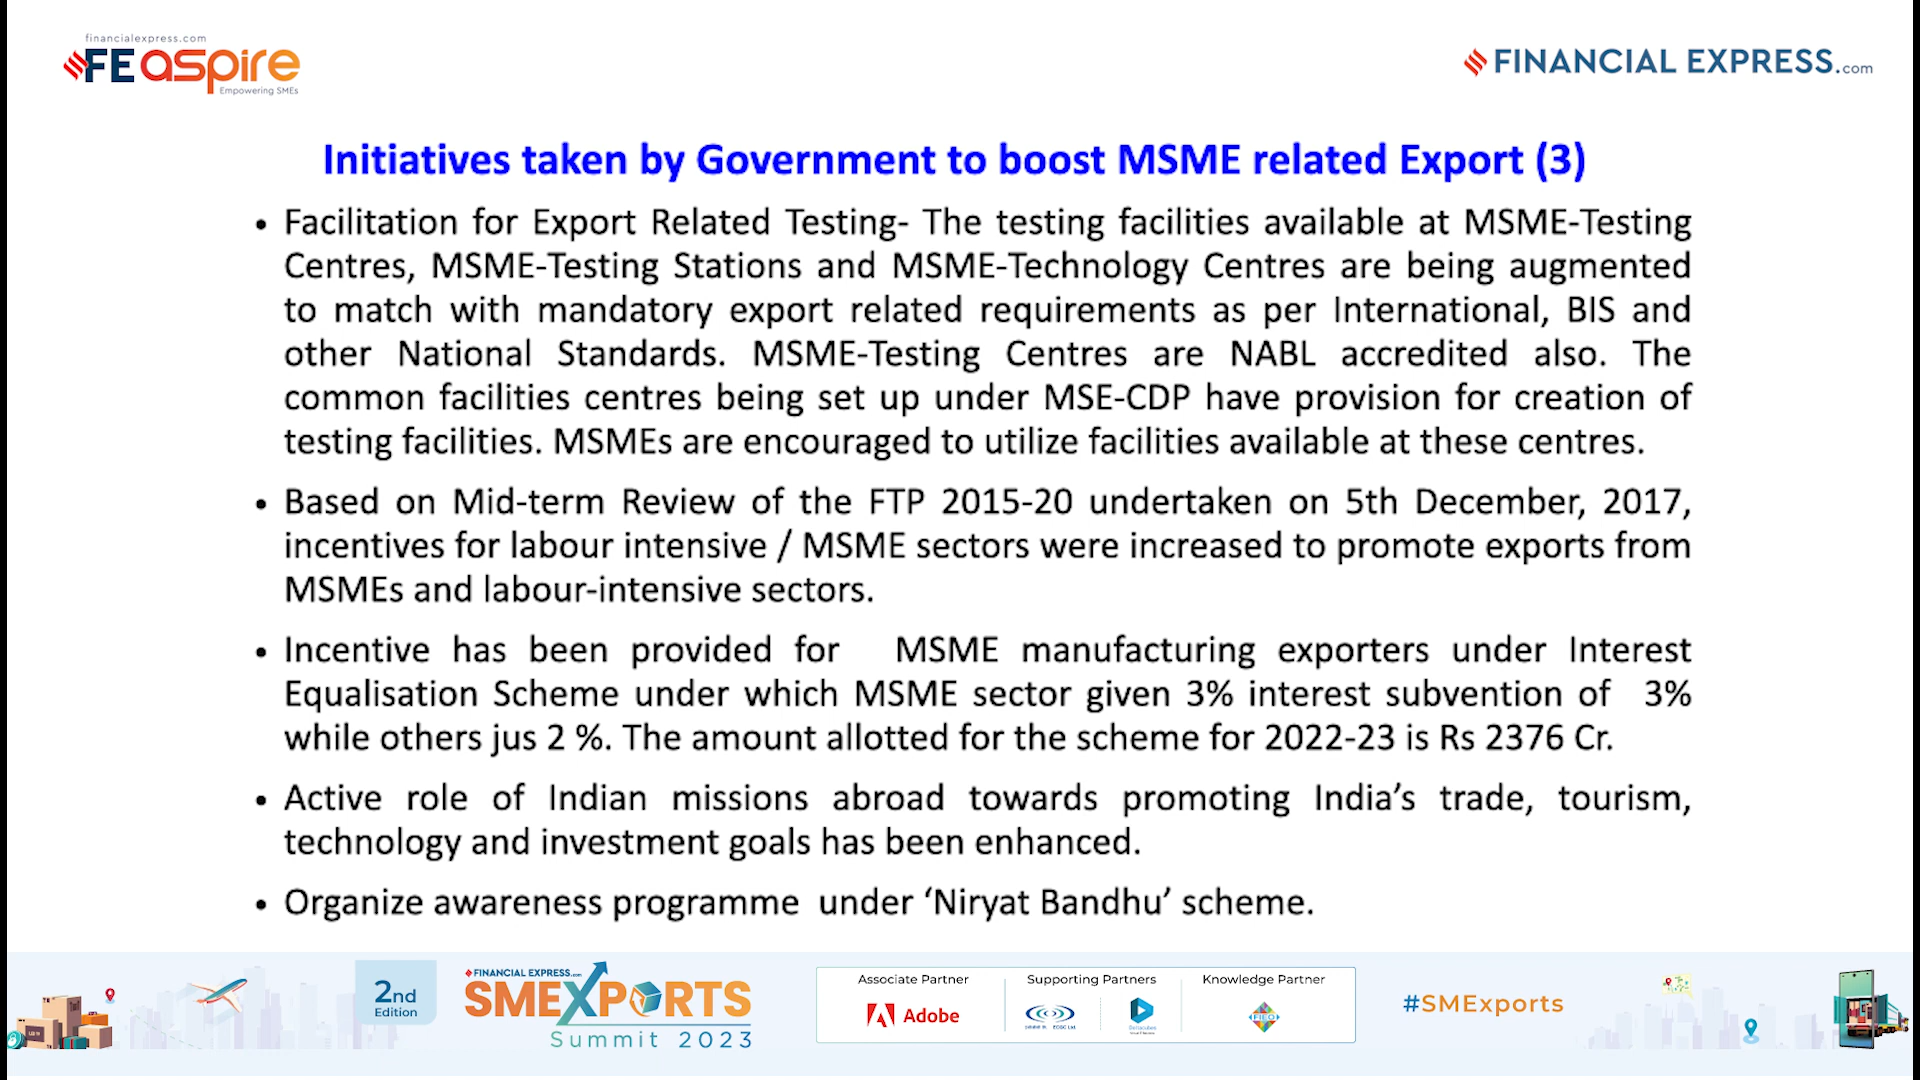 financialexpress.com
FE aspire
Empowering SMEs
FINANCIAL EXPRESS.com
Initiatives taken by Government to boost MSME related Export (3)
• Facilitation for Export Related Testing- The testing facilities available at MSME-Testing
Centres, MSME-Testing Stations and MSME-Technology Centres are being augmented
to match with mandatory export related requirements as per International, BIS and
other National Standards. MSME-Testing Centres are NABL accredited also. The
common facilities centres being set up under MSE-CDP have provision for creation of
testing facilities. MSMEs are encouraged to utilize facilities available at these centres.
• Based on Mid-term Review of the FTP 2015-20 undertaken on 5th December, 2017,
incentives for labour intensive / MSME sectors were increased to promote exports from
MSMEs and labour-intensive sectors.
• Incentive has been provided for MSME manufacturing exporters under Interest
Equalisation Scheme under which MSME sector given 3% interest subvention of 3%
while others jus 2 %. The amount allotted for the scheme for 2022-23 is Rs 2376 Cr.
• Active role of Indian missions abroad towards promoting India’s trade, tourism,
technology and investment goals has been enhanced.
• Organize awareness programme under ‘Niryat Bandhu’ scheme.
2nd
Edition
FINANCIAL EXPRESS.com
SMEXPORTS
Summit 2023
Associate Partner
Adobe
Supporting Partners
ECGC Ltd.
Knowledge Partner
FIEO
#SMExports